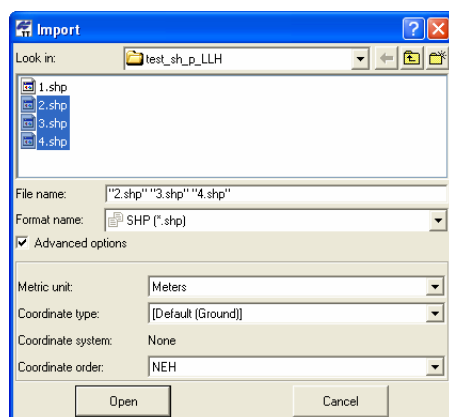 Import
Look in: test_sh_p_LLH
1.shp
2.shp
3.shp
4.shp
File name: "2.shp" "3.shp" "4.shp"
Format name: SHP (*.shp)
Advanced options
Metric unit: Meters
Coordinate type: [Default (Ground)]
Coordinate system: None
Coordinate order: NEH
Open Cancel